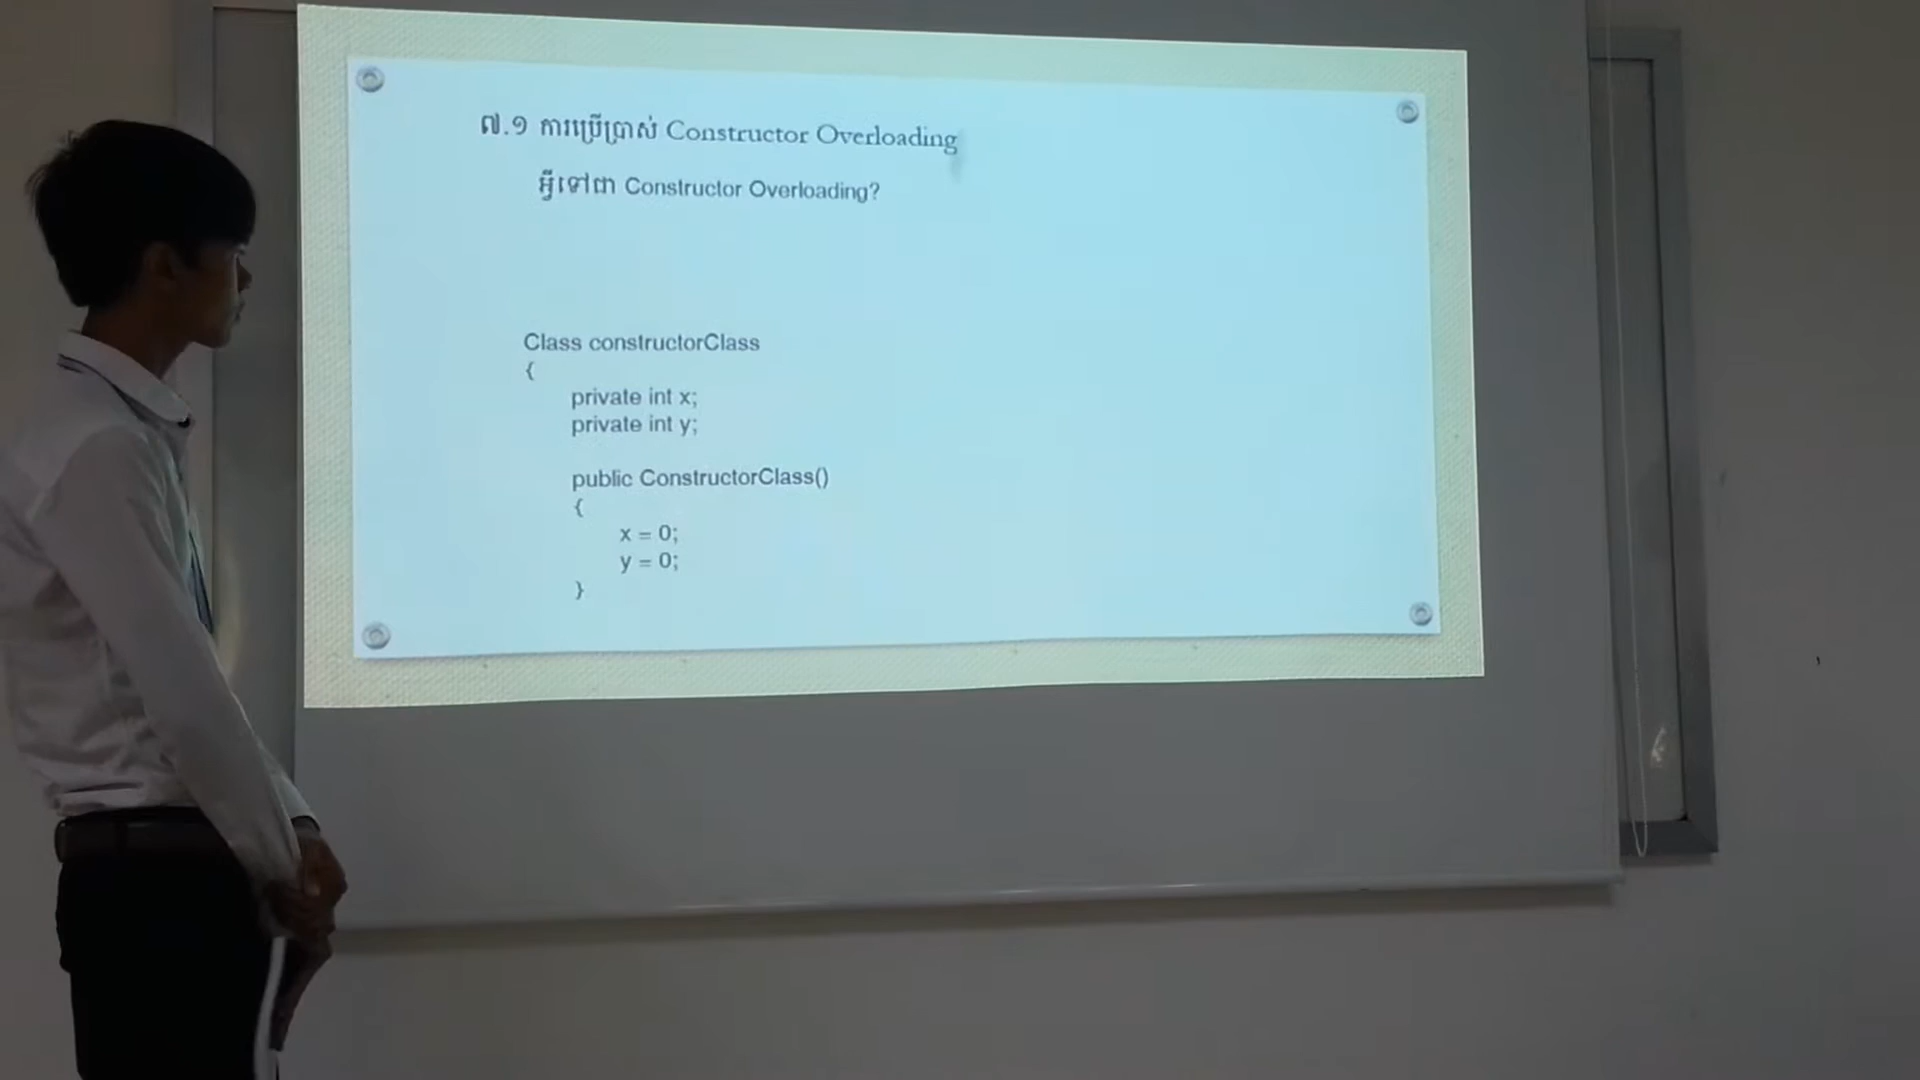 ៧.១ ការប្រើប្រាស់ Constructor Overloading
អ្វីទៅជា Constructor Overloading?
Class constructorClass
{
private int x;
private int y;
public ConstructorClass()
{
x = 0;
y = 0;
}